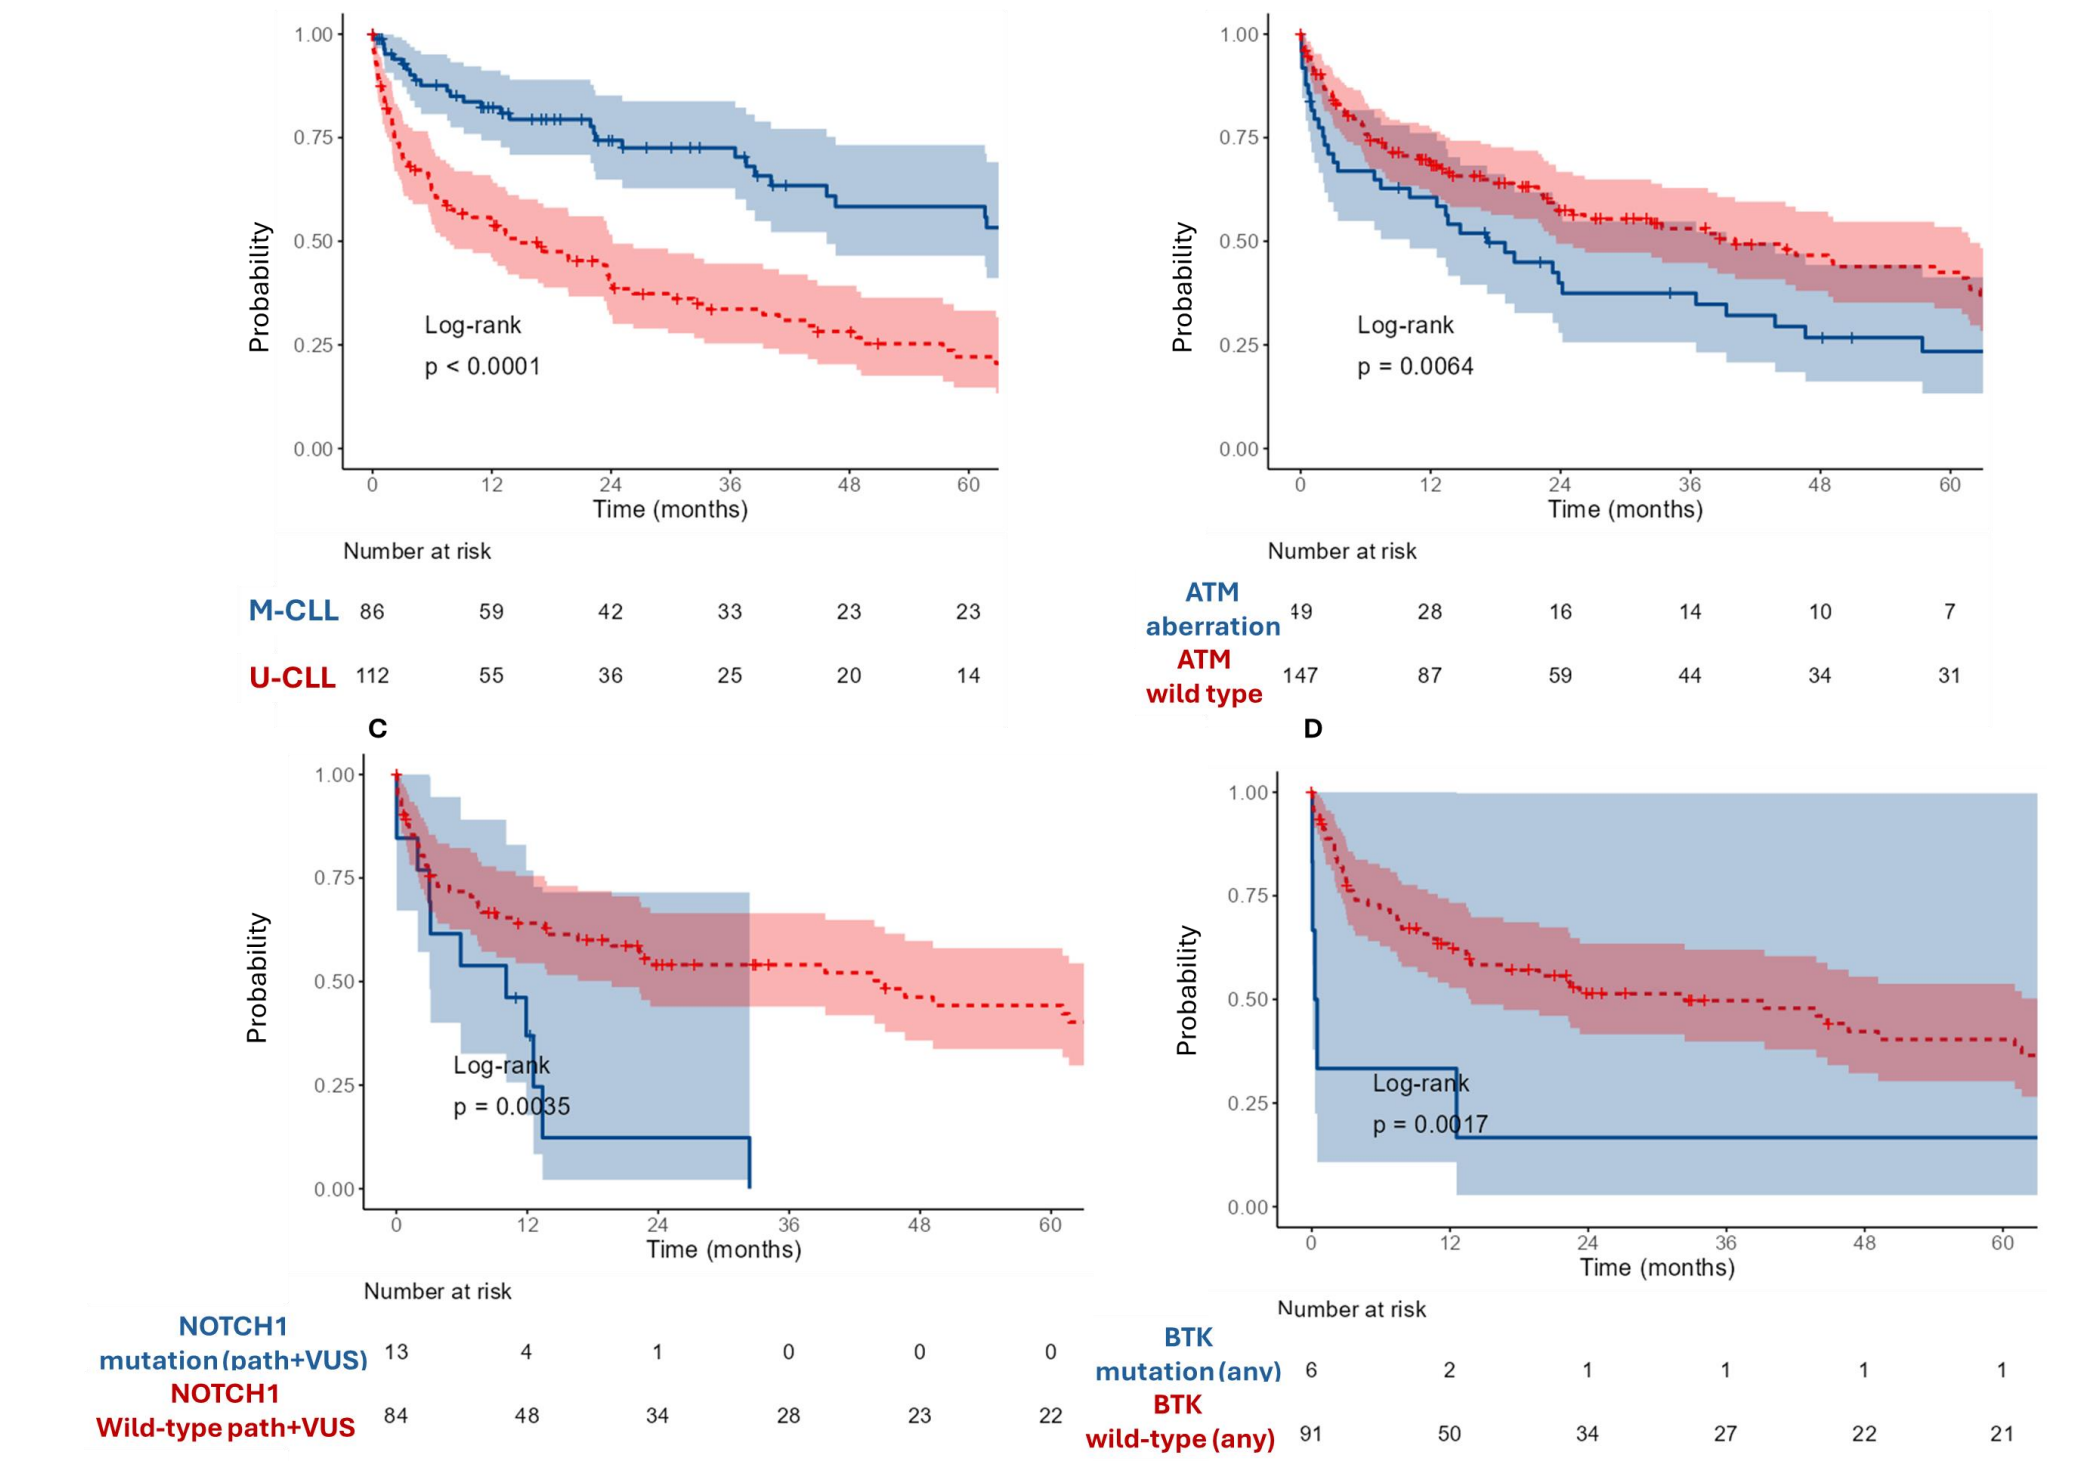 1.00
0.75
0.50
0.25
0.00
Probability
Log-rank
p < 0.0001
0 12 24 36 48 60
Time (months)
Number at risk
M-CLL 86 59 42 33 23 23
U-CLL 112 55 36 25 20 14
1.00
0.75
0.50
0.25
0.00
Probability
Log-rank
p = 0.0064
0 12 24 36 48 60
Time (months)
Number at risk
ATM
aberration 49 28 16 14 10 7
ATM
wild type 147 87 59 44 34 31
C
1.00
0.75
0.50
0.25
0.00
Probability
Log-rank
p = 0.0035
0 12 24 36 48 60
Time (months)
Number at risk
NOTCH1
mutation (path+VUS) 13 4 1 0 0 0
NOTCH1
Wild-type path+VUS 84 48 34 28 23 22
D
1.00
0.75
0.50
0.25
0.00
Probability
Log-rank
p = 0.0017
0 12 24 36 48 60
Time (months)
Number at risk
BTK
mutation (any) 6 2 1 1 1 1
BTK
wild-type (any) 91 50 34 27 22 21